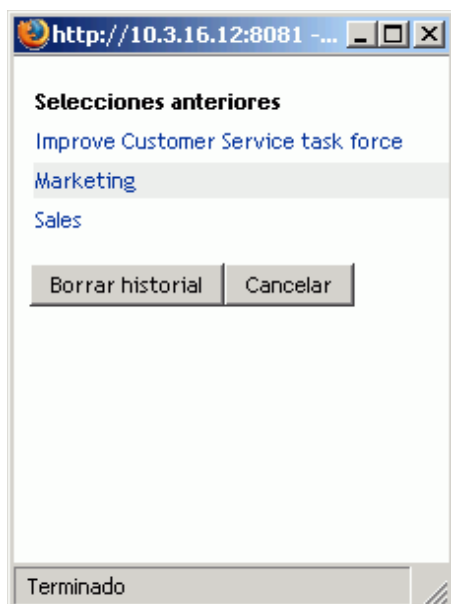 http://10.3.16.12:8081 -...
Selecciones anteriores
Improve Customer Service task force
Marketing
Sales
Borrar historial Cancelar
Terminado